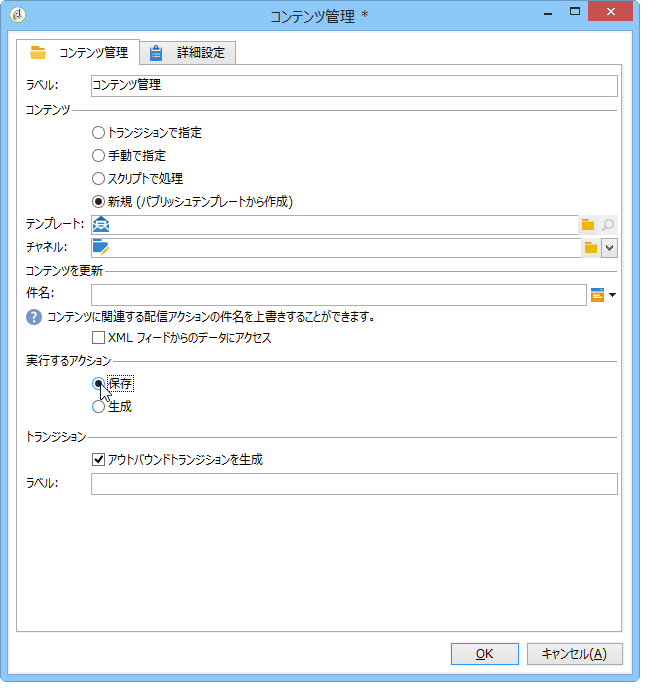 コンテンツ管理 *
コンテンツ管理 詳細設定
ラベル: コンテンツ管理
コンテンツ
トランジションで指定
手動で指定
スクリプトで処理
新規 (パブリッシュテンプレートから作成)
テンプレート:
チャネル:
コンテンツを更新
件名:
コンテンツに関連する配信アクションの件名を上書きすることができます。
XML フィードからのデータにアクセス
実行するアクション
保存
生成
トランジション
アウトバウンドトランジションを生成
ラベル:
OK キャンセル(A)